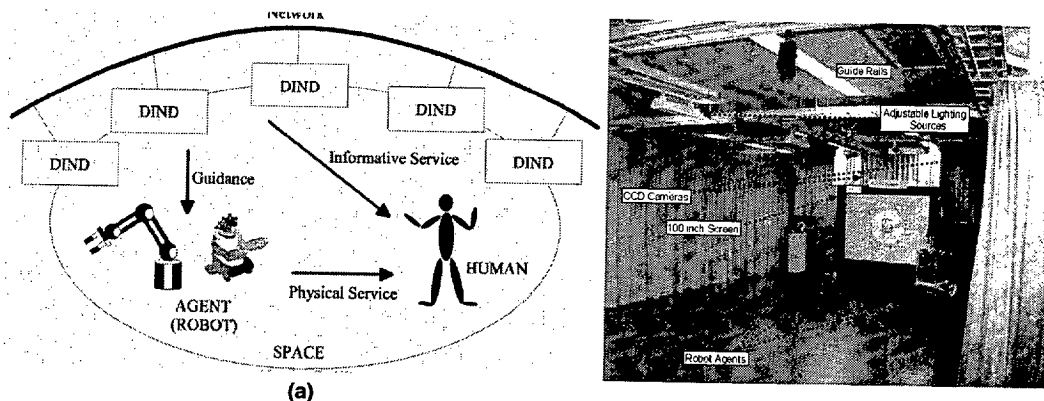 Network
DIND
DIND
DIND
DIND
DIND
Informative Service
Guidance
AGENT
(ROBOT)
Physical Service
HUMAN
SPACE
(a)
Guide Rails
Adjustable Lighting
Sources
CCD Cameras
100 inch Screen
Robot Agents